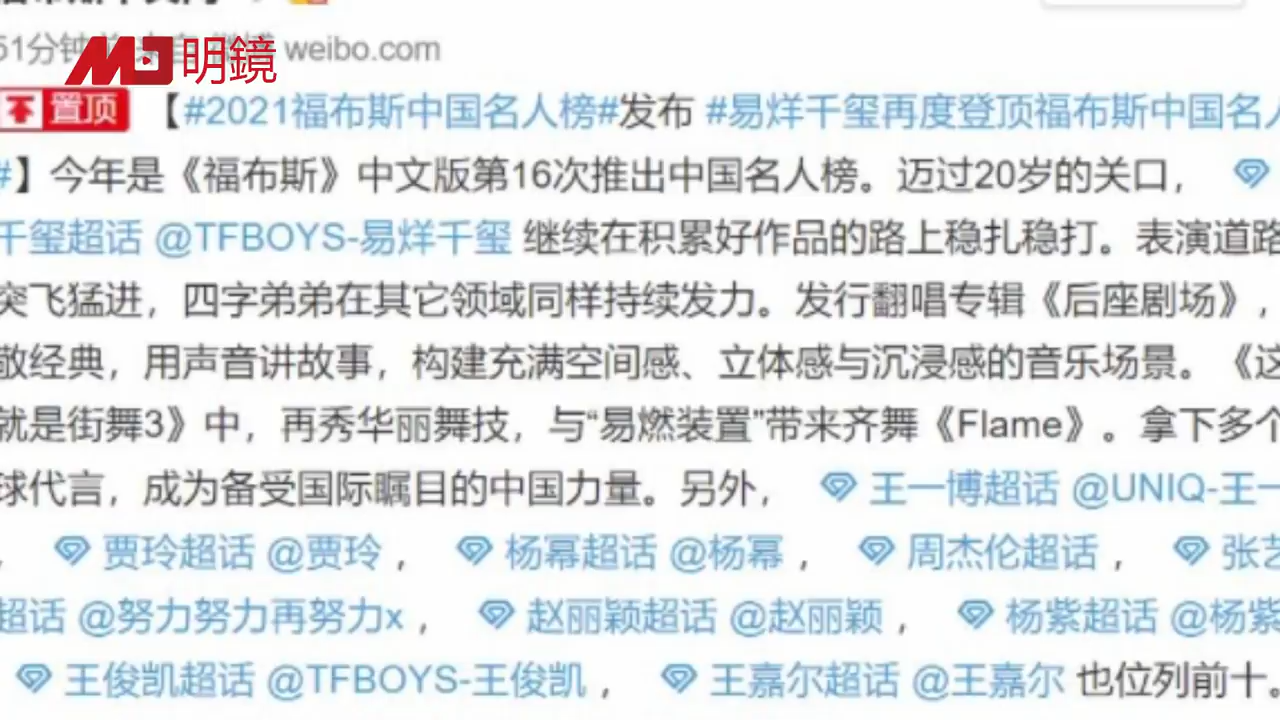 51分钟前 来自 微博 weibo.com
明鏡
置顶 【#2021福布斯中国名人榜#发布 #易烊千玺再度登顶福布斯中国名人
#】今年是《福布斯》中文版第16次推出中国名人榜。迈过20岁的关口，
千玺超话 @TFBOYS-易烊千玺 继续在积累好作品的路上稳扎稳打。表演道路
突飞猛进，四字弟弟在其它领域同样持续发力。发行翻唱专辑《后座剧场》，
敬经典，用声音讲故事，构建充满空间感、立体感与沉浸感的音乐场景。《这
就是街舞3》中，再秀华丽舞技，与“易燃装置”带来齐舞《Flame》。拿下多个
球代言，成为备受国际瞩目的中国力量。另外， 王一博超话 @UNIQ-王一
， 贾玲超话 @贾玲， 杨幂超话 @杨幂， 周杰伦超话， 张艺
超话 @努力努力再努力x， 赵丽颖超话 @赵丽颖， 杨紫超话 @杨紫
王俊凯超话 @TFBOYS-王俊凯， 王嘉尔超话 @王嘉尔 也位列前十。